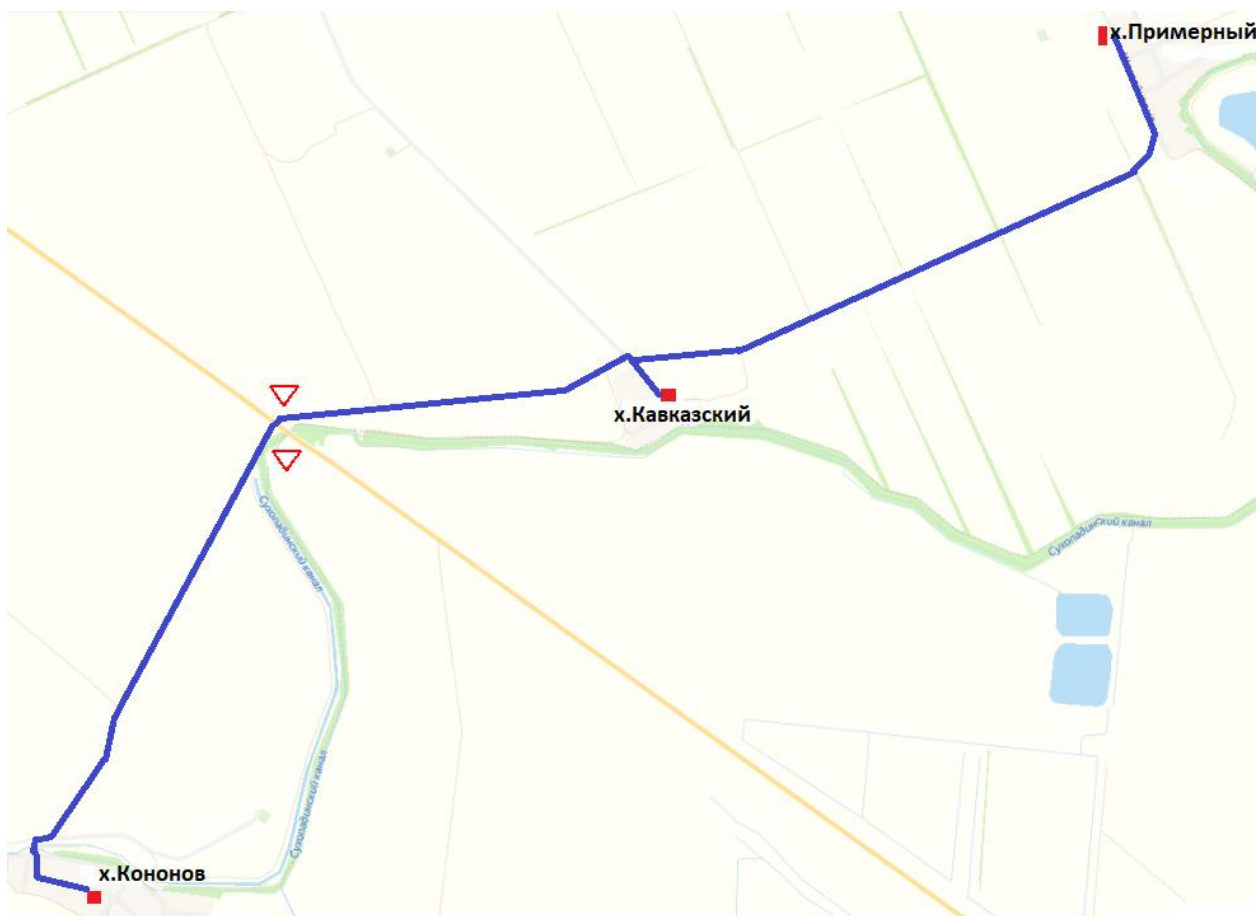 х.Примерный
х.Кавказский
Сухоладинский канал
Сухоладинский канал
Сухоладинский канал
х.Кононов